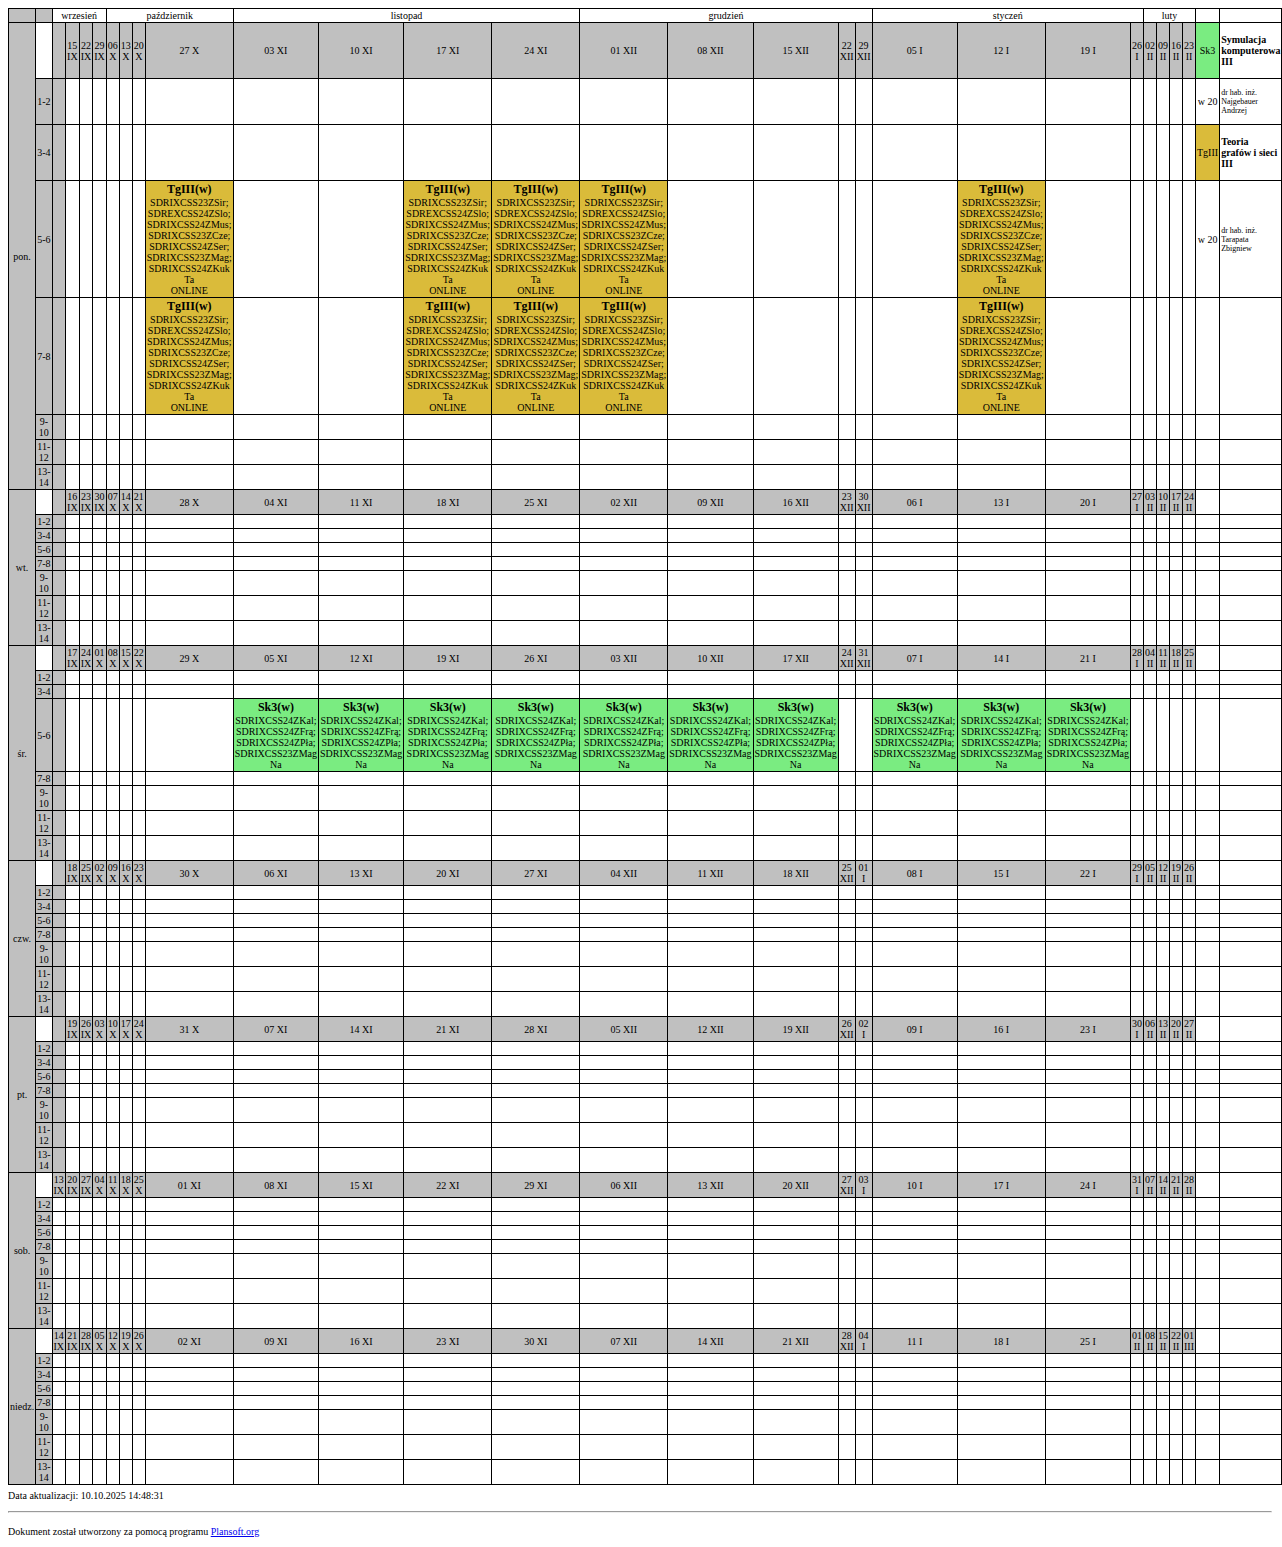 wrzesień październik listopad grudzień styczeń luty
pon. 15 IX 22 IX 29 IX 06 X 13 X 20 X 27 X 03 XI 10 XI 17 XI 24 XI 01 XII 08 XII 15 XII 22 XII 29 XII 05 I 12 I 19 I 26 I 02 II 09 II 16 II 23 II Sk3 Symulacja komputerowa III
1-2 w 20 dr hab. inż. Najgebauer Andrzej
3-4 TgIII Teoria grafów i sieci III
5-6 w 20 dr hab. inż. Tarapata Zbigniew
TgIII(w) TgIII(w) TgIII(w) TgIII(w) TgIII(w)
SDRIXCSS23ZSir; SDRIXCSS23ZSir; SDRIXCSS23ZSir; SDRIXCSS23ZSir; SDRIXCSS23ZSir;
SDREXCSS24ZSlo; SDREXCSS24ZSlo; SDREXCSS24ZSlo; SDREXCSS24ZSlo; SDREXCSS24ZSlo;
SDRIXCSS24ZMus; SDRIXCSS24ZMus; SDRIXCSS24ZMus; SDRIXCSS24ZMus; SDRIXCSS24ZMus;
SDRIXCSS23ZCze; SDRIXCSS23ZCze; SDRIXCSS23ZCze; SDRIXCSS23ZCze; SDRIXCSS23ZCze;
SDRIXCSS24ZSer; SDRIXCSS24ZSer; SDRIXCSS24ZSer; SDRIXCSS24ZSer; SDRIXCSS24ZSer;
SDRIXCSS23ZMag; SDRIXCSS23ZMag; SDRIXCSS23ZMag; SDRIXCSS23ZMag; SDRIXCSS23ZMag;
SDRIXCSS24ZKuk SDRIXCSS24ZKuk SDRIXCSS24ZKuk SDRIXCSS24ZKuk SDRIXCSS24ZKuk
Ta Ta Ta Ta Ta
ONLINE ONLINE ONLINE ONLINE ONLINE
7-8
TgIII(w) TgIII(w) TgIII(w) TgIII(w) TgIII(w)
SDRIXCSS23ZSir; SDRIXCSS23ZSir; SDRIXCSS23ZSir; SDRIXCSS23ZSir; SDRIXCSS23ZSir;
SDREXCSS24ZSlo; SDREXCSS24ZSlo; SDREXCSS24ZSlo; SDREXCSS24ZSlo; SDREXCSS24ZSlo;
SDRIXCSS24ZMus; SDRIXCSS24ZMus; SDRIXCSS24ZMus; SDRIXCSS24ZMus; SDRIXCSS24ZMus;
SDRIXCSS23ZCze; SDRIXCSS23ZCze; SDRIXCSS23ZCze; SDRIXCSS23ZCze; SDRIXCSS23ZCze;
SDRIXCSS24ZSer; SDRIXCSS24ZSer; SDRIXCSS24ZSer; SDRIXCSS24ZSer; SDRIXCSS24ZSer;
SDRIXCSS23ZMag; SDRIXCSS23ZMag; SDRIXCSS23ZMag; SDRIXCSS23ZMag; SDRIXCSS23ZMag;
SDRIXCSS24ZKuk SDRIXCSS24ZKuk SDRIXCSS24ZKuk SDRIXCSS24ZKuk SDRIXCSS24ZKuk
Ta Ta Ta Ta Ta
ONLINE ONLINE ONLINE ONLINE ONLINE
9-10
11-12
13-14
wt. 16 IX 23 IX 30 IX 07 X 14 X 21 X 28 X 04 XI 11 XI 18 XI 25 XI 02 XII 09 XII 16 XII 23 XII 30 XII 06 I 13 I 20 I 27 I 03 II 10 II 17 II 24 II
1-2
3-4
5-6
7-8
9-10
11-12
13-14
śr. 17 IX 24 IX 01 X 08 X 15 X 22 X 29 X 05 XI 12 XI 19 XI 26 XI 03 XII 10 XII 17 XII 24 XII 31 XII 07 I 14 I 21 I 28 I 04 II 11 II 18 II 25 II
1-2
3-4
5-6
Sk3(w) Sk3(w) Sk3(w) Sk3(w) Sk3(w) Sk3(w) Sk3(w) Sk3(w) Sk3(w) Sk3(w)
SDRIXCSS24ZKal; SDRIXCSS24ZKal; SDRIXCSS24ZKal; SDRIXCSS24ZKal; SDRIXCSS24ZKal; SDRIXCSS24ZKal; SDRIXCSS24ZKal; SDRIXCSS24ZKal; SDRIXCSS24ZKal; SDRIXCSS24ZKal;
SDRIXCSS24ZFrą; SDRIXCSS24ZFrą; SDRIXCSS24ZFrą; SDRIXCSS24ZFrą; SDRIXCSS24ZFrą; SDRIXCSS24ZFrą; SDRIXCSS24ZFrą; SDRIXCSS24ZFrą; SDRIXCSS24ZFrą; SDRIXCSS24ZFrą;
SDRIXCSS24ZPła; SDRIXCSS24ZPła; SDRIXCSS24ZPła; SDRIXCSS24ZPła; SDRIXCSS24ZPła; SDRIXCSS24ZPła; SDRIXCSS24ZPła; SDRIXCSS24ZPła; SDRIXCSS24ZPła; SDRIXCSS24ZPła;
SDRIXCSS23ZMag SDRIXCSS23ZMag SDRIXCSS23ZMag SDRIXCSS23ZMag SDRIXCSS23ZMag SDRIXCSS23ZMag SDRIXCSS23ZMag SDRIXCSS23ZMag SDRIXCSS23ZMag SDRIXCSS23ZMag
Na Na Na Na Na Na Na Na Na Na
7-8
9-10
11-12
13-14
czw. 18 IX 25 IX 02 X 09 X 16 X 23 X 30 X 06 XI 13 XI 20 XI 27 XI 04 XII 11 XII 18 XII 25 XII 01 I 08 I 15 I 22 I 29 I 05 II 12 II 19 II 26 II
1-2
3-4
5-6
7-8
9-10
11-12
13-14
pt. 19 IX 26 IX 03 X 10 X 17 X 24 X 31 X 07 XI 14 XI 21 XI 28 XI 05 XII 12 XII 19 XII 26 XII 02 I 09 I 16 I 23 I 30 I 06 II 13 II 20 II 27 II
1-2
3-4
5-6
7-8
9-10
11-12
13-14
sob. 13 IX 20 IX 27 IX 04 X 11 X 18 X 25 X 01 XI 08 XI 15 XI 22 XI 29 XI 06 XII 13 XII 20 XII 27 XII 03 I 10 I 17 I 24 I 31 I 07 II 14 II 21 II 28 II
1-2
3-4
5-6
7-8
9-10
11-12
13-14
niedz. 14 IX 21 IX 28 IX 05 X 12 X 19 X 26 X 02 XI 09 XI 16 XI 23 XI 30 XI 07 XII 14 XII 21 XII 28 XII 04 I 11 I 18 I 25 I 01 II 08 II 15 II 22 II 01 III
1-2
3-4
5-6
7-8
9-10
11-12
13-14
Data aktualizacji: 10.10.2025 14:48:31
Dokument został utworzony za pomocą programu Plansoft.org